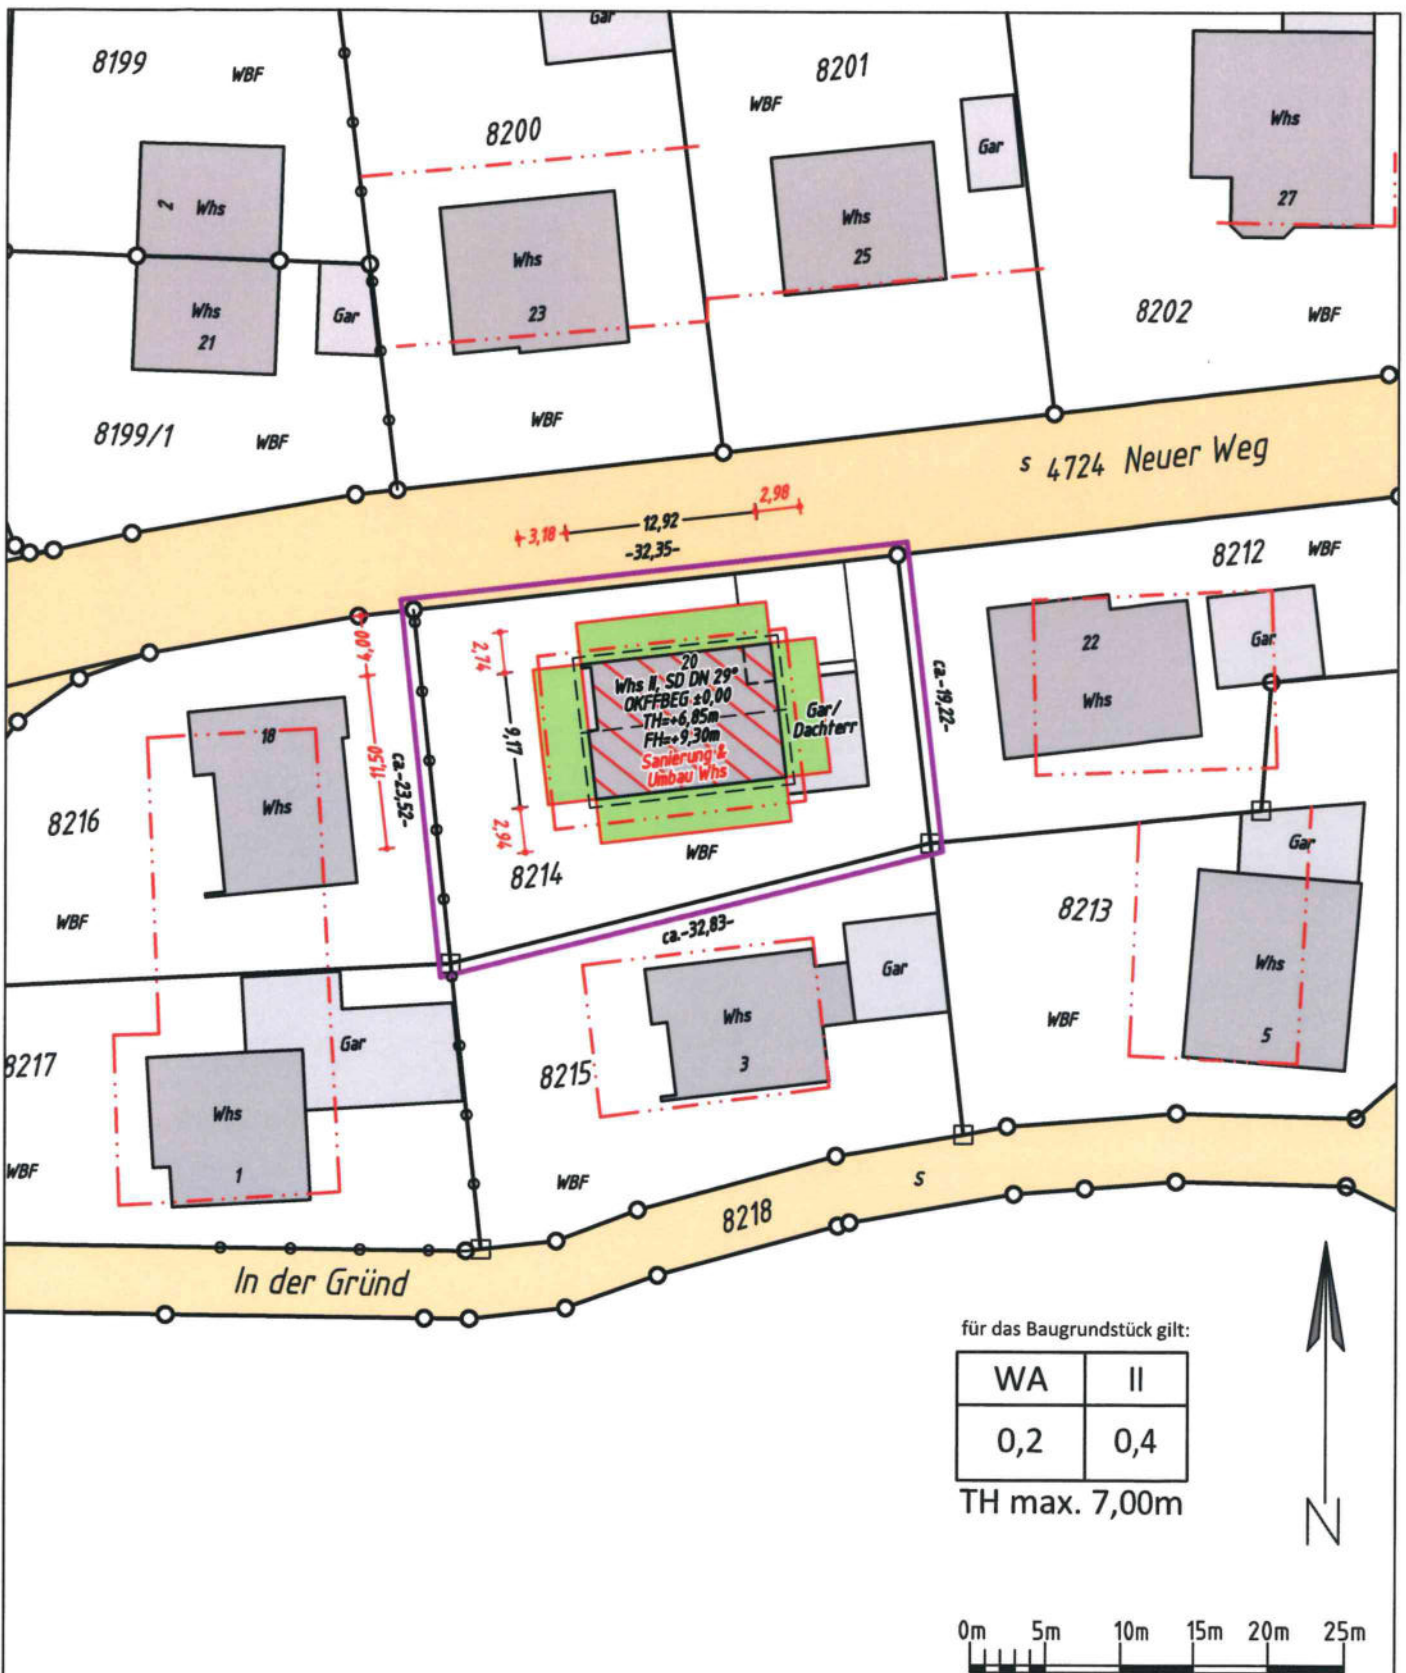 Gar
8199
WBF
8201
WBF
8200
Gar
Whs
2
Whs
Whs
25
27
Whs
23
Whs
21
Gar
8202
WBF
8199/1
WBF
WBF
s 4724 Neuer Weg
2,98
12,92
3,18
-32,35-
8212
WBF
4,00
2,74
20
Whs II, SD DN 29°
OKFFBEG ±0,00
TH=+6,85m
FH=+9,30m
Sanierung &
Umbau Whs
Gar/
Dachterr
ca.-19,22-
22
Whs
Gar
18
Whs
11,50
ca.-23,52-
9,17
2,94
8216
WBF
8214
WBF
Gar
8213
WBF
ca.-32,83-
Gar
Whs
5
Whs
3
8217
Gar
8215
Whs
1
WBF
WBF
s
8218
In der Gründ
für das Baugrundstück gilt:
WA II
0,2 0,4
TH max. 7,00m
N
0m 5m 10m 15m 20m 25m